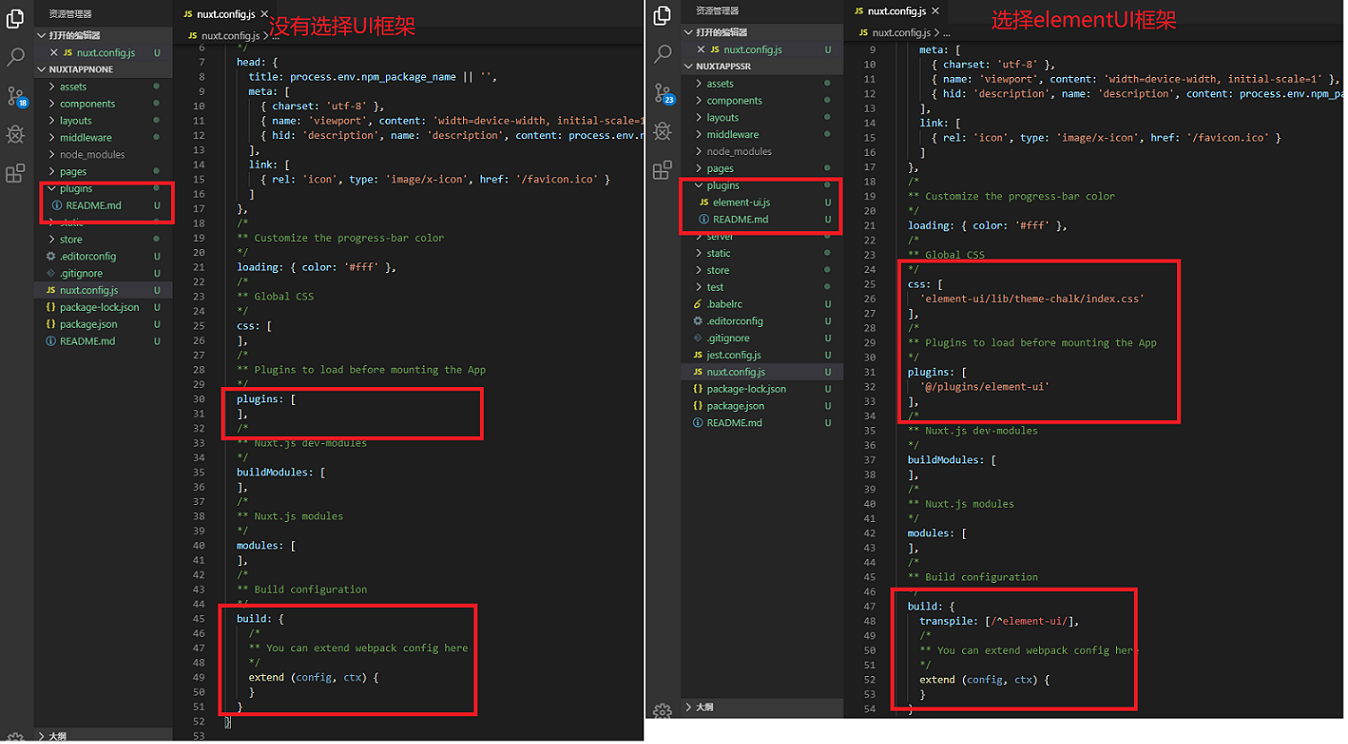 资源管理器
打开的编辑器
JS nuxt.config.js U
NUXTAPPNONE
assets
components
layouts
middleware
node_modules
pages
plugins
README.md U
static
store
.editorconfig U
.gitignore U
JS nuxt.config.js U
{} package-lock.json U
{} package.json U
README.md U
大纲
18
JS nuxt.config.js ×
没有选择UI框架
JS nuxt.config.js > ...
6 */
7 head: {
8 title: process.env.npm_package_name || '',
9 meta: [
10 { charset: 'utf-8' },
11 { name: 'viewport', content: 'width=device-width, initial-scale=1
12 { hid: 'description', name: 'description', content: process.env.n
13 ],
14 link: [
15 { rel: 'icon', type: 'image/x-icon', href: '/favicon.ico' }
16 ]
17 },
18 /*
19 ** Customize the progress-bar color
20 */
21 loading: { color: '#fff' },
22 /*
23 ** Global CSS
24 */
25 css: [
26 ],
27 /*
28 ** Plugins to load before mounting the App
29 */
30 plugins: [
31 ],
32 /*
33 ** Nuxt.js dev-modules
34 */
35 buildModules: [
36 ],
37 /*
38 ** Nuxt.js modules
39 */
40 modules: [
41 ],
42 /*
43 ** Build configuration
44 */
45 build: {
46 /*
47 ** You can extend webpack config here
48 */
49 extend (config, ctx) {
50 }
51 }
52 }
53
资源管理器
打开的编辑器
JS nuxt.config.js U
NUXTAPPSSR
assets
components
layouts
middleware
node_modules
pages
plugins
JS element-ui.js U
README.md U
server
static
store
test
.babelrc U
.editorconfig U
.gitignore U
JS jest.config.js U
JS nuxt.config.js U
{} package-lock.json U
{} package.json U
README.md U
大纲
23
JS nuxt.config.js ×
选择elementUI框架
JS nuxt.config.js > ...
9 meta: [
10 { charset: 'utf-8' },
11 { name: 'viewport', content: 'width=device-width, initial-scale=1' },
12 { hid: 'description', name: 'description', content: process.env.npm_pa
13 ],
14 link: [
15 { rel: 'icon', type: 'image/x-icon', href: '/favicon.ico' }
16 ]
17 },
18 /*
19 ** Customize the progress-bar color
20 */
21 loading: { color: '#fff' },
22 /*
23 ** Global CSS
24 */
25 css: [
26 'element-ui/lib/theme-chalk/index.css'
27 ],
28 /*
29 ** Plugins to load before mounting the App
30 */
31 plugins: [
32 '@/plugins/element-ui'
33 ],
34 /*
35 ** Nuxt.js dev-modules
36 */
37 buildModules: [
38 ],
39 /*
40 ** Nuxt.js modules
41 */
42 modules: [
43 ],
44 /*
45 ** Build configuration
46 */
47 build: {
48 transpile: [/^element-ui/],
49 /*
50 ** You can extend webpack config here
51 */
52 extend (config, ctx) {
53 }
54 }